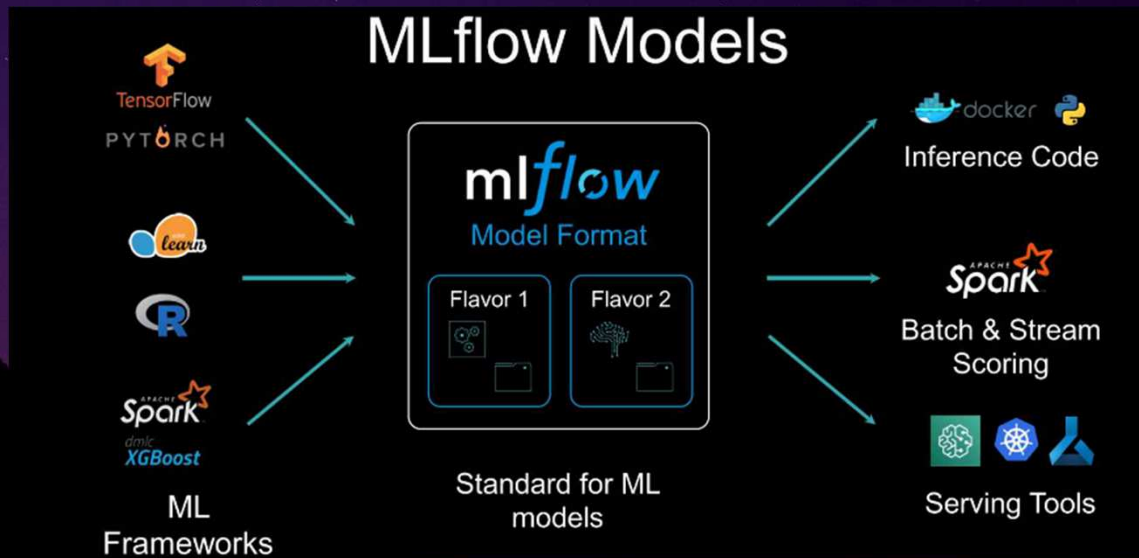 MLflow Models
TensorFlow
PYTORCH
learn
R
APACHE
Spark
dmlc
XGBoost
ML
Frameworks
mlflow
Model Format
Flavor 1
Flavor 2
Standard for ML
models
docker
Inference Code
APACHE
Spark
Batch & Stream
Scoring
Serving Tools